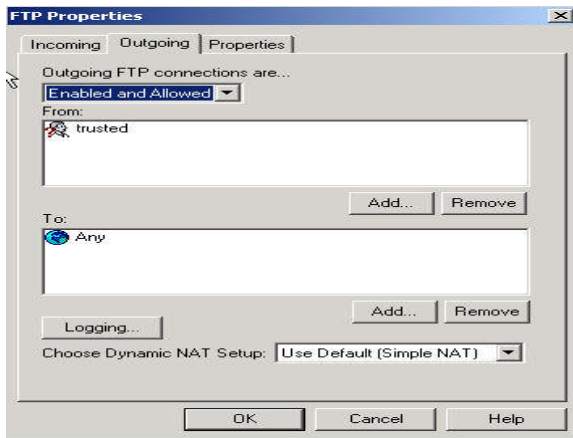 FTP Properties
Incoming Outgoing Properties
Outgoing FTP connections are...
Enabled and Allowed
From:
trusted
Add... Remove
To:
Any
Add... Remove
Logging...
Choose Dynamic NAT Setup: Use Default (Simple NAT)
OK Cancel Help